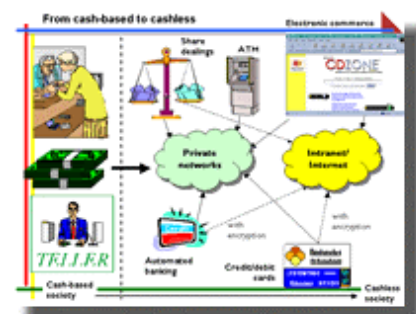 From cash-based to cashless
Electronic commerce
Share
dealings
ATM
CDZONE
Private
networks
Intranet/
Internet
with
encryption
with
encryption
TELLER
Automated
banking
Credit/debit
cards
Cash-based
society
Cashless
society